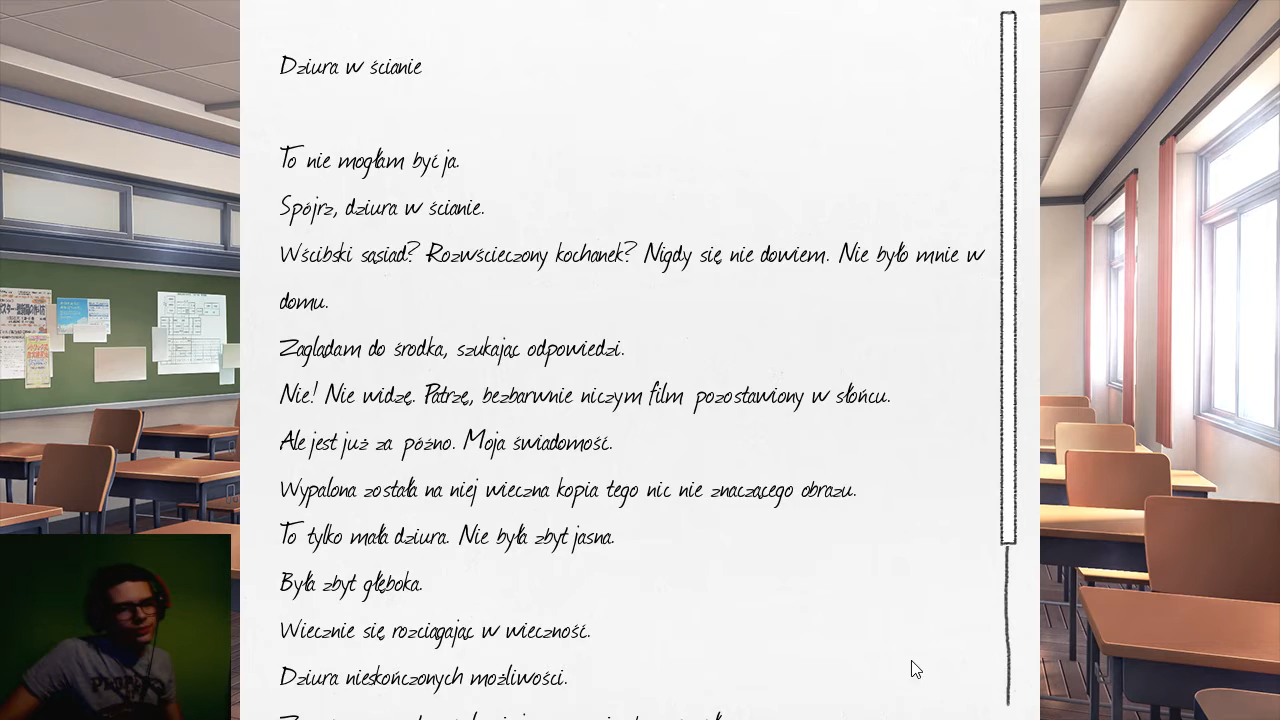 Dziura w ścianie
To nie mogłam być ja.
Spójrz, dziura w ścianie.
Wścibski sąsiad? Rozwścieczony kochanek? Nigdy się nie dowiem. Nie było mnie w
domu.
Zaglądam do środka, szukając odpowiedzi.
Nie! Nie widzę. Patrzę, bezbarwnie niczym film pozostawiony w słońcu.
Ale jest już za późno. Moja świadomość.
Wypalona została na niej wieczna kopia tego nic nie znaczącego obrazu.
To tylko mała dziura. Nie była zbyt jasna.
Była zbyt głęboka.
Wiecznie się rozciągając w wieczność.
Dziura nieskończonych możliwości.